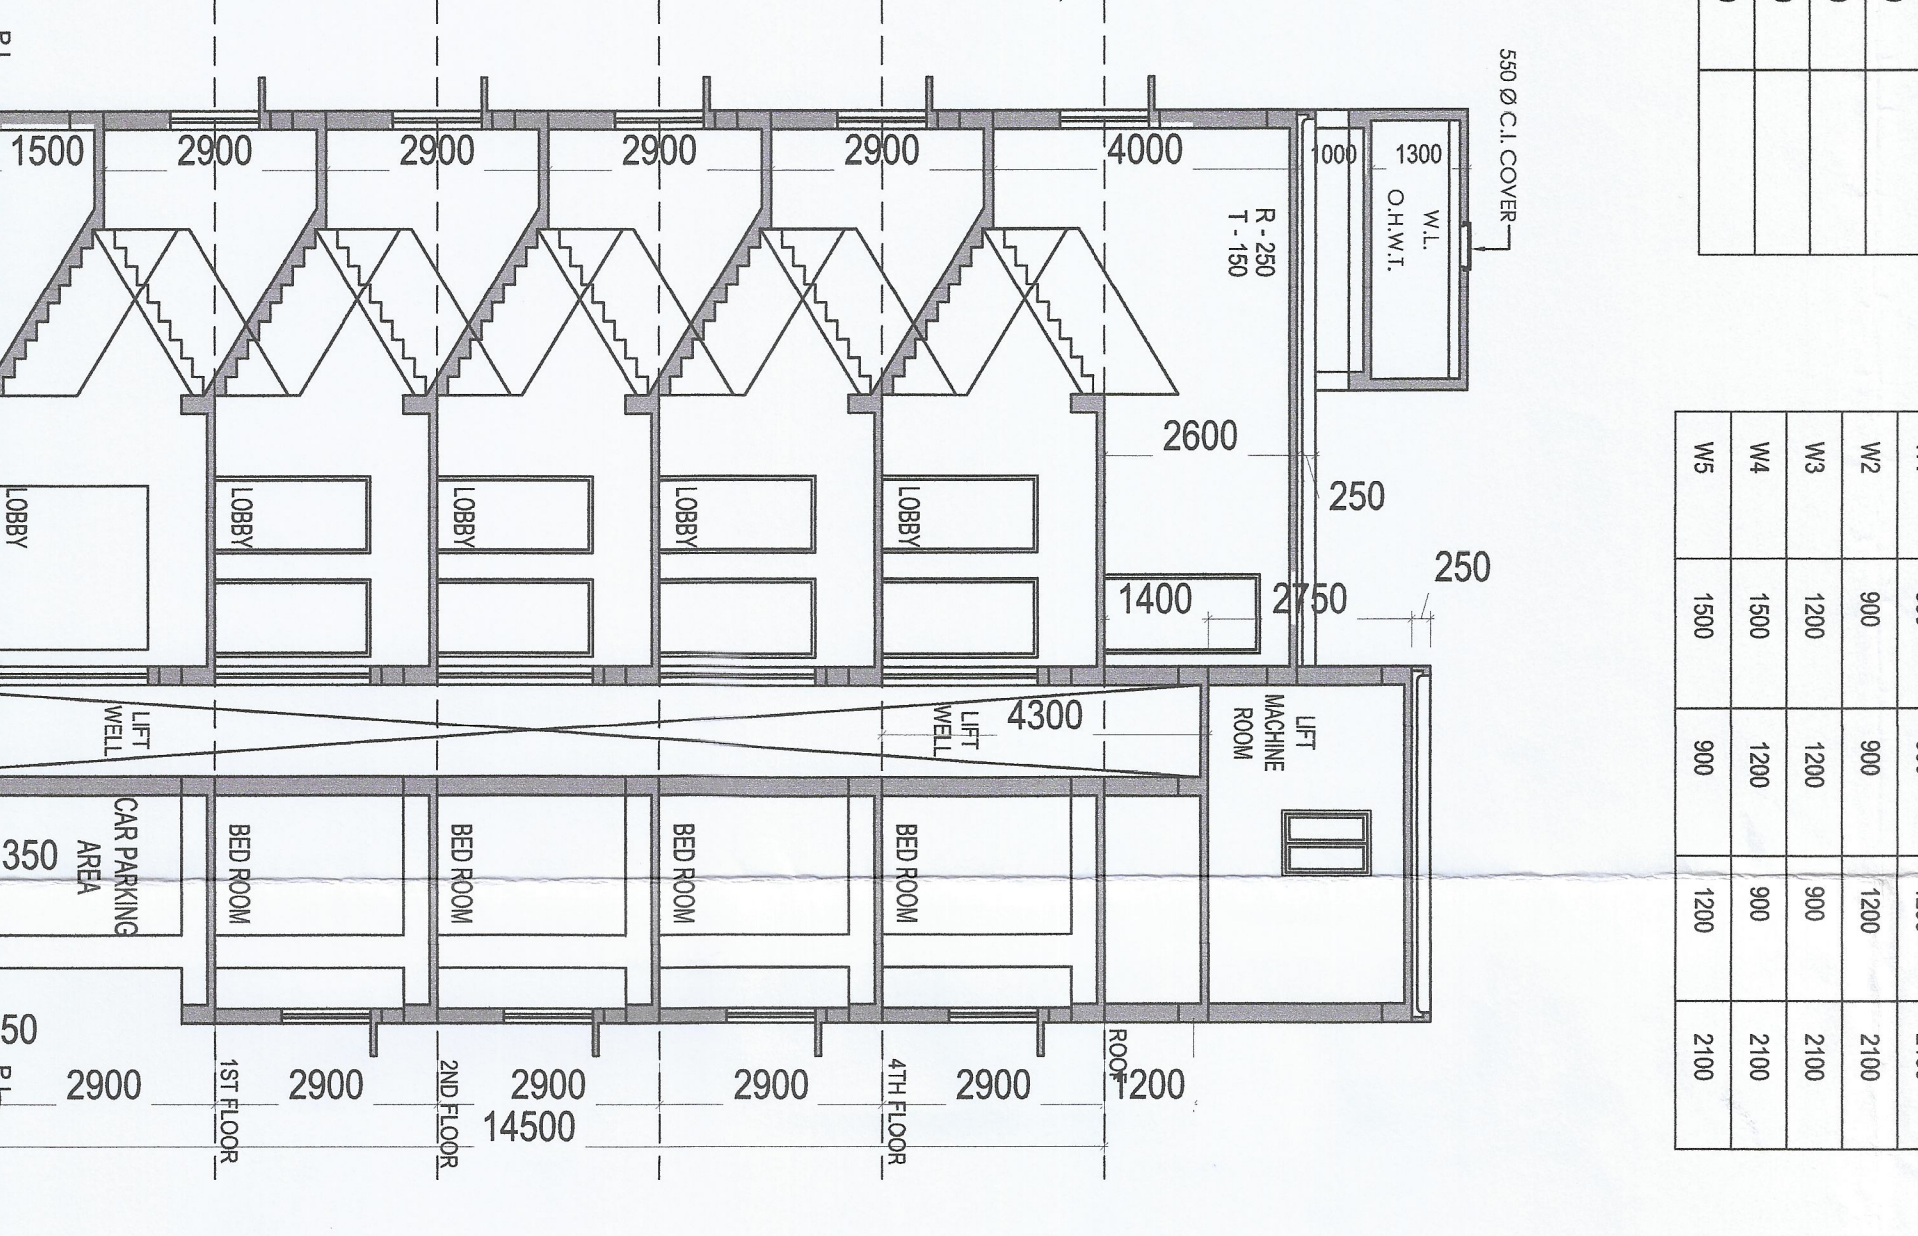 550 Ø C.I. COVER
1500
2900
2900
2900
2900
4000
1000
1300
W.L.
O.H.W.T.
R - 250
T - 150
2600
250
250
LOBBY
LOBBY
LOBBY
LOBBY
LOBBY
1400
2750
LIFT
WELL
LIFT
WELL
4300
LIFT
MACHINE
ROOM
CAR PARKING
AREA
BED ROOM
BED ROOM
BED ROOM
BED ROOM
350
50
2900
2900
2900
2900
2900
1200
14500
1ST FLOOR
2ND FLOOR
4TH FLOOR
ROOF
W2 900 900 1200 2100
W3 1200 1200 900 2100
W4 1500 1200 900 2100
W5 1500 900 1200 2100